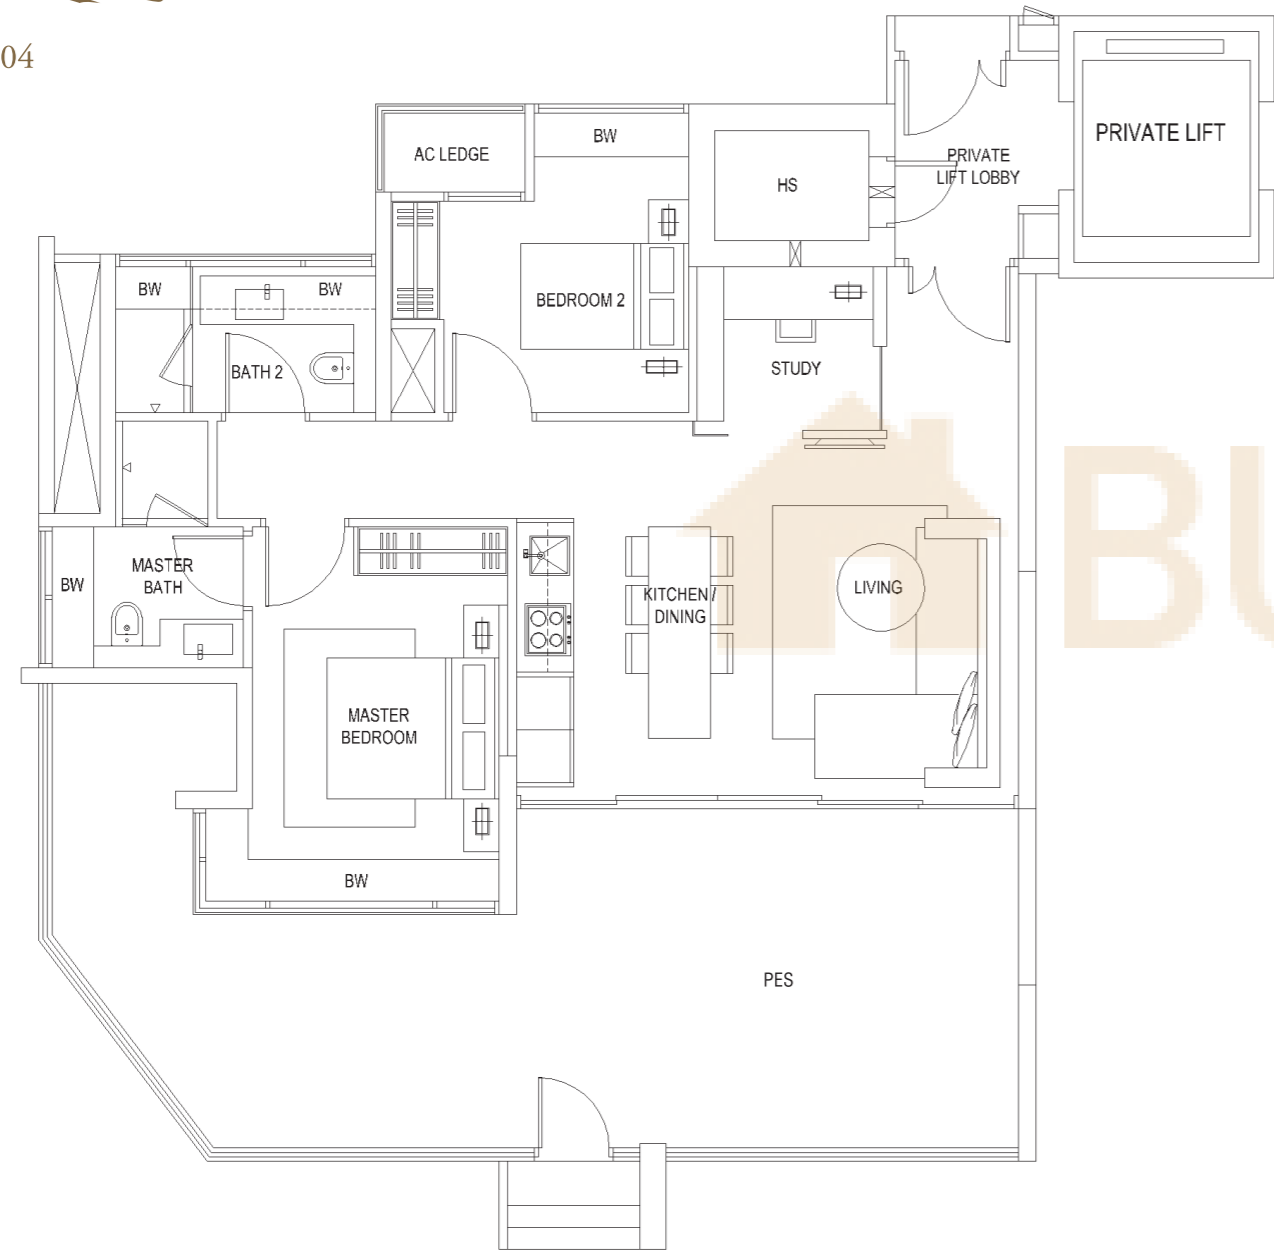 04
PRIVATE LIFT
BW
AC LEDGE
PRIVATE
LIFT LOBBY
HS
BW
BW
BEDROOM 2
BATH 2
STUDY
MASTER
BATH
BW
KITCHEN /
DINING
LIVING
MASTER
BEDROOM
BW
PES